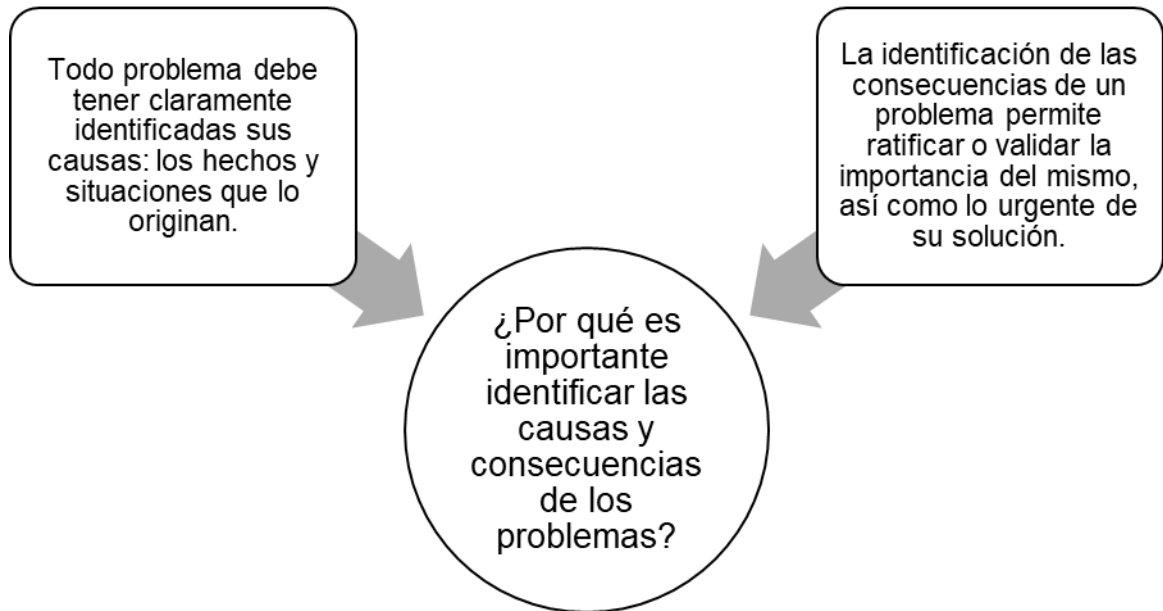 Todo problema debe
tener claramente
identificadas sus
causas: los hechos y
situaciones que lo
originan.
La identificación de las
consecuencias de un
problema permite
ratificar o validar la
importancia del mismo,
así como lo urgente de
su solución.
¿Por qué es
importante
identificar las
causas y
consecuencias
de los
problemas?